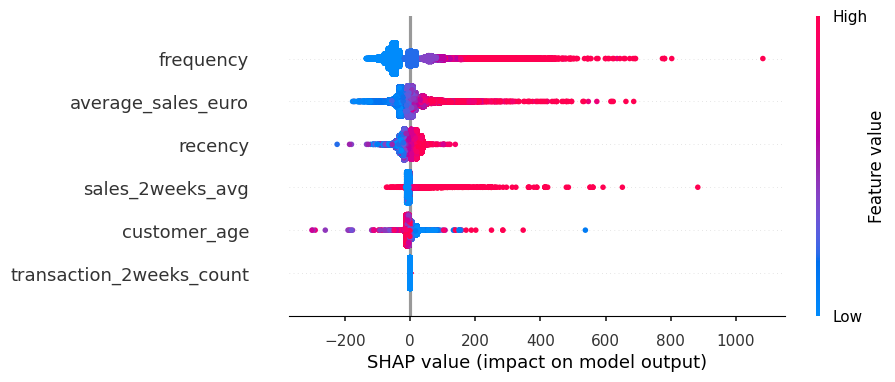 High
frequency
average_sales_euro
recency
sales_2weeks_avg
customer_age
transaction_2weeks_count
Feature value
Low
−200 0 200 400 600 800 1000
SHAP value (impact on model output)